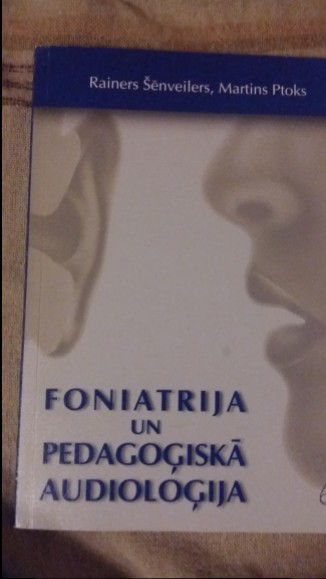 Rainers Šēnveilers, Martins Ptoks
FONIATRIJA
UN
PEDAGOĢISKĀ
AUDIOLOĢIJA